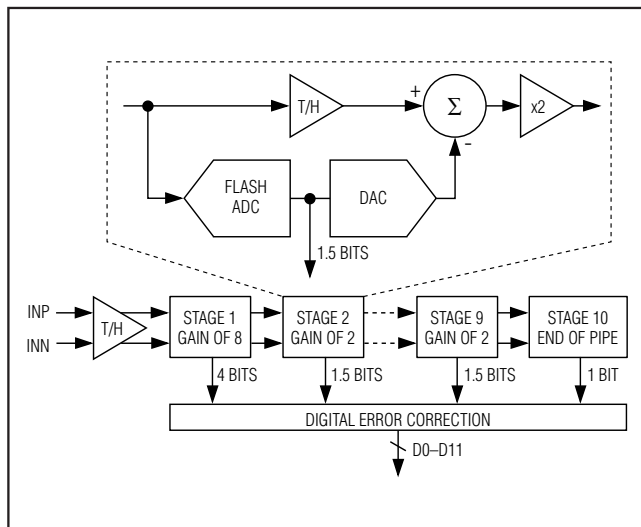 T/H
+
Σ
-
x2
FLASH
ADC
DAC
1.5 BITS
INP
INN
T/H
STAGE 1
GAIN OF 8
STAGE 2
GAIN OF 2
STAGE 9
GAIN OF 2
STAGE 10
END OF PIPE
4 BITS
1.5 BITS
1.5 BITS
1 BIT
DIGITAL ERROR CORRECTION
D0–D11